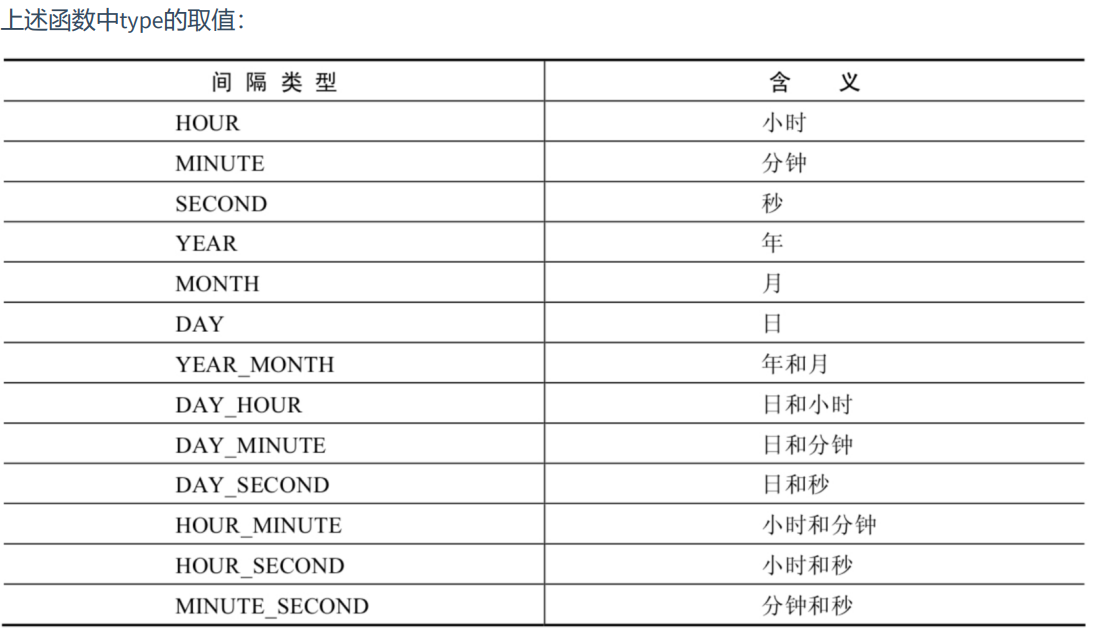 上述函数中type的取值：
间 隔 类 型 含 义
HOUR 小时
MINUTE 分钟
SECOND 秒
YEAR 年
MONTH 月
DAY 日
YEAR_MONTH 年和月
DAY_HOUR 日和小时
DAY_MINUTE 日和分钟
DAY_SECOND 日和秒
HOUR_MINUTE 小时和分钟
HOUR_SECOND 小时和秒
MINUTE_SECOND 分钟和秒